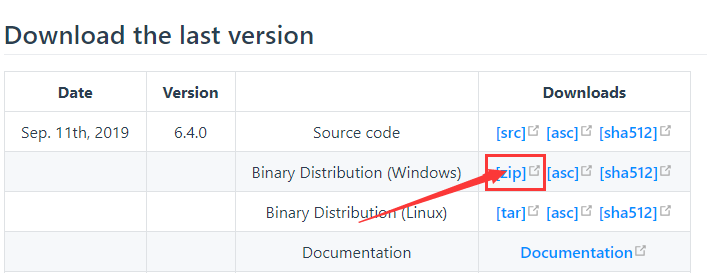 Download the last version
Date Version Downloads
Sep. 11th, 2019 6.4.0 Source code [src] [asc] [sha512]
Binary Distribution (Windows) [zip] [asc] [sha512]
Binary Distribution (Linux) [tar] [asc] [sha512]
Documentation Documentation